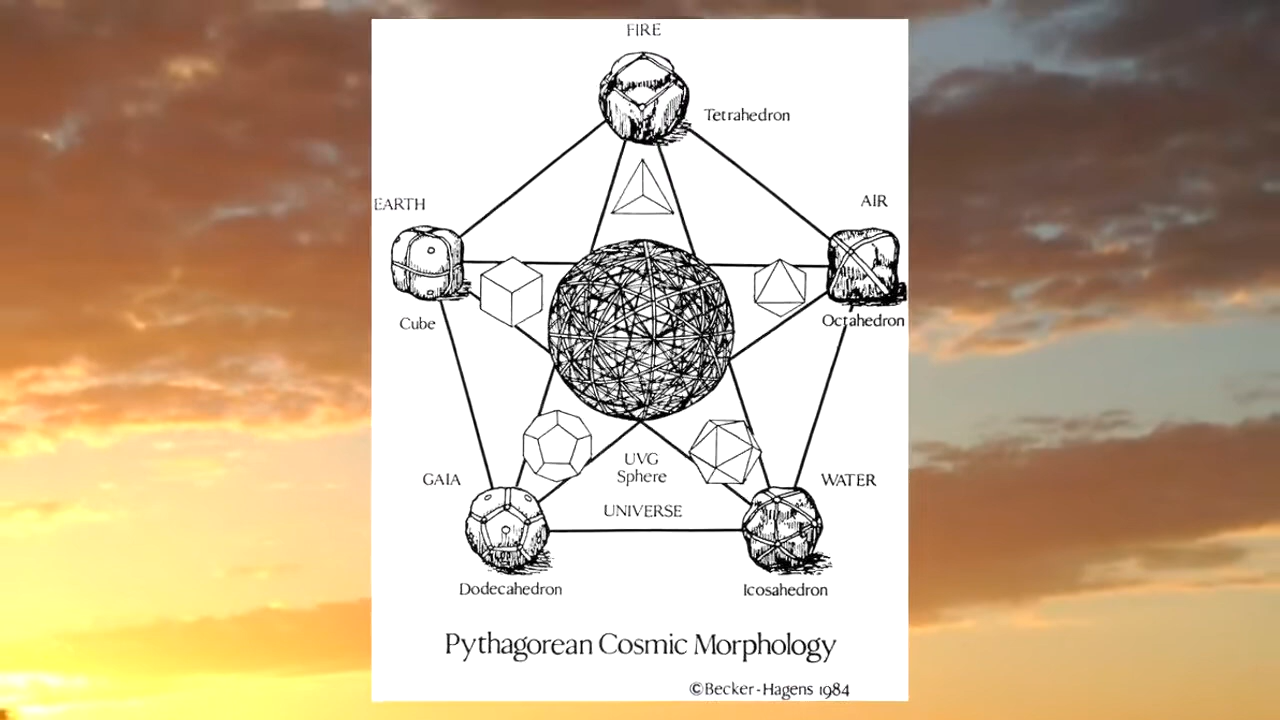 FIRE
Tetrahedron
EARTH
AIR
Cube
Octahedron
GAIA
UVG
Sphere
WATER
UNIVERSE
Dodecahedron
Icosahedron
Pythagorean Cosmic Morphology
©Becker-Hagens 1984